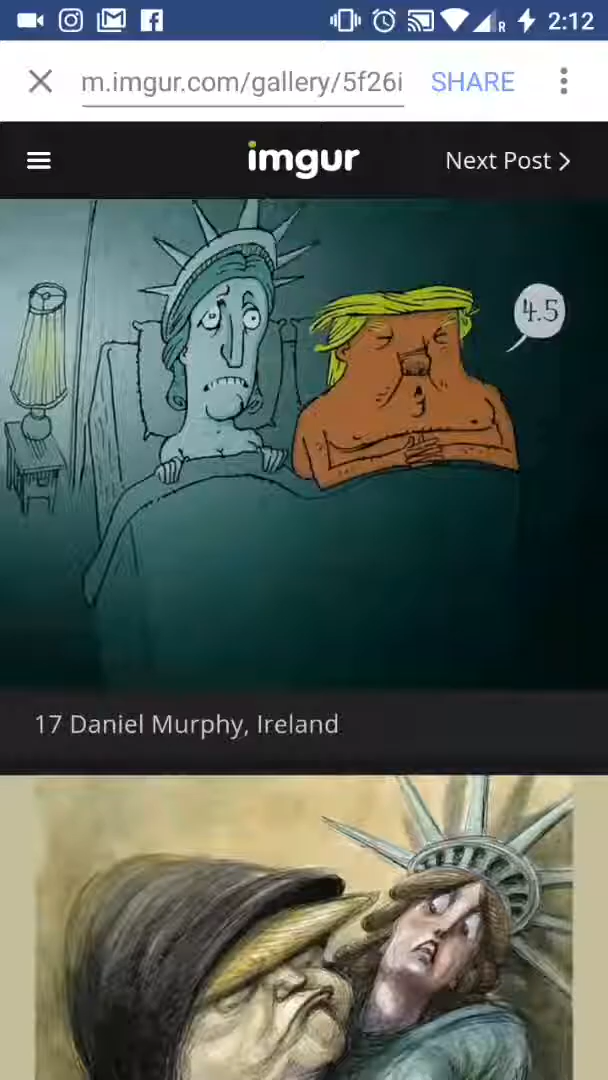 2:12
m.imgur.com/gallery/5f26i
SHARE
R
imgur
Next Post
4.5
17 Daniel Murphy, Ireland